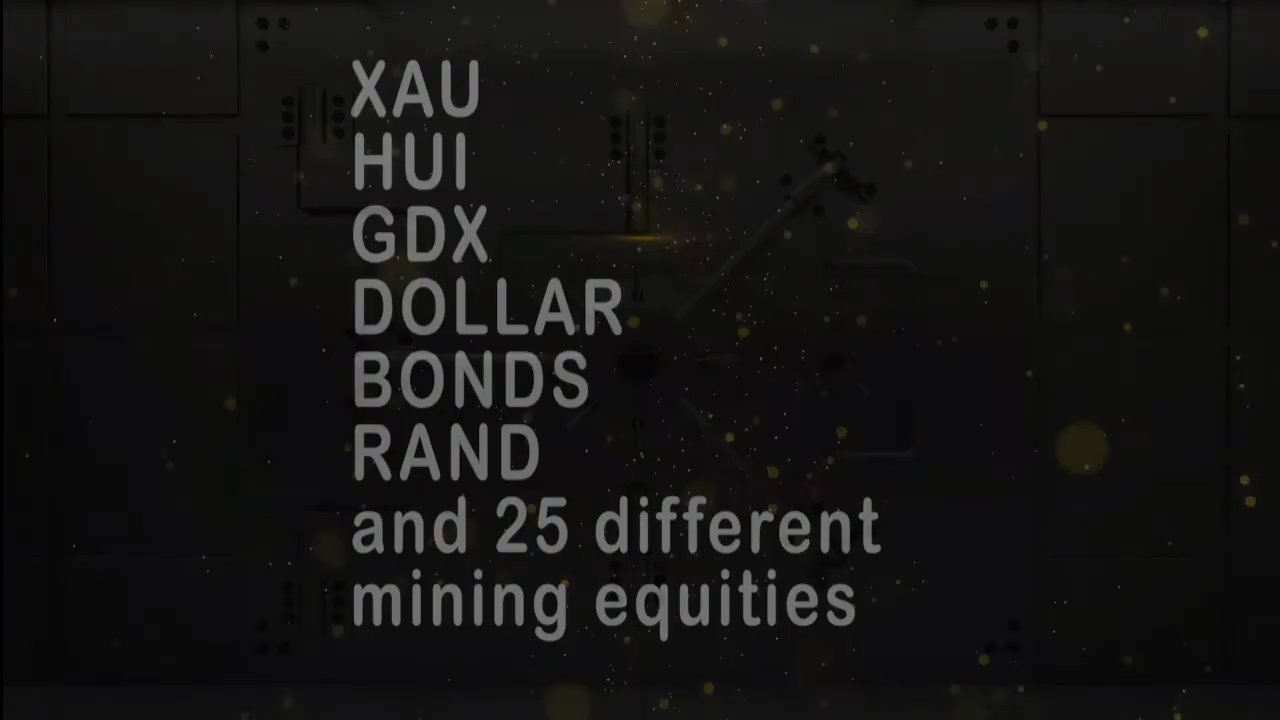 XAU
HUI
GDX
DOLLAR
BONDS
RAND
and 25 different
mining equities